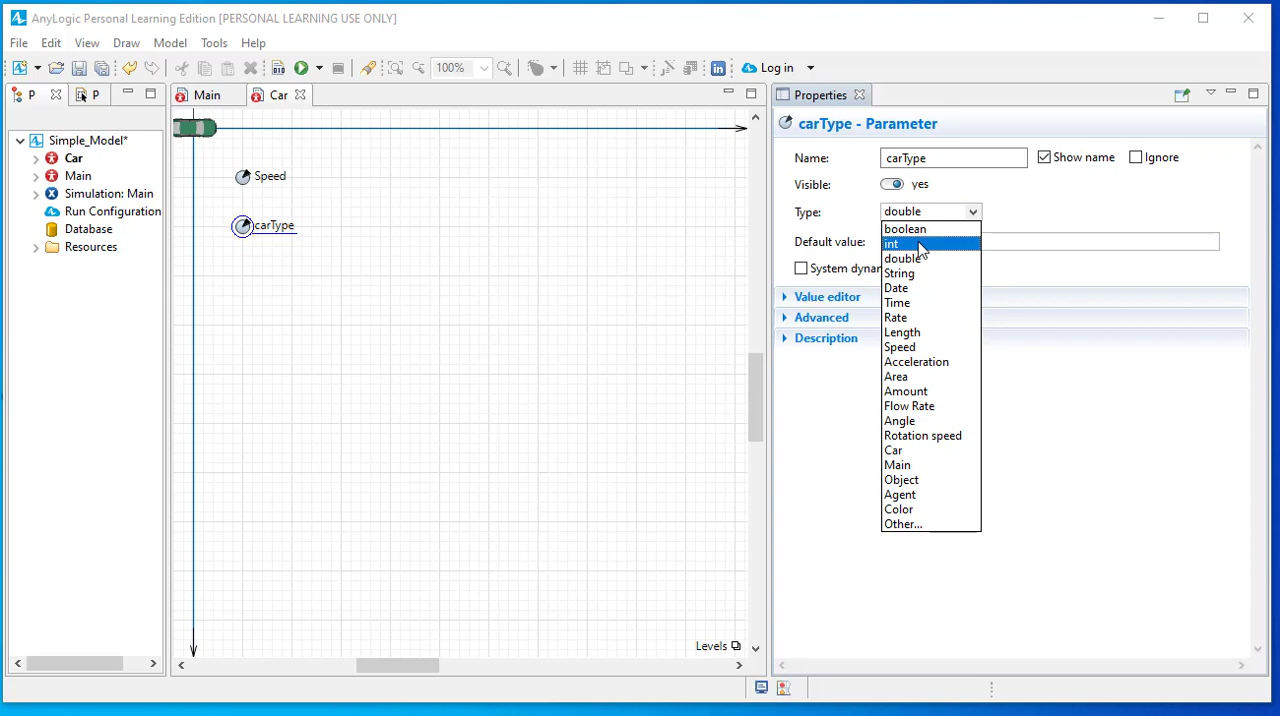 AnyLogic Personal Learning Edition [PERSONAL LEARNING USE ONLY]
File Edit View Draw Model Tools Help
010 100% in Log in
P P Main Car Properties
Simple_Model*
Car
Main
Simulation: Main
Run Configuration
Database
Resources
Speed
carType
Levels
carType - Parameter
Name: carType Show name Ignore
Visible: yes
Type: double
Default value:
System dynam
Value editor
Advanced
Description
boolean
int
double
String
Date
Time
Rate
Length
Speed
Acceleration
Area
Amount
Flow Rate
Angle
Rotation speed
Car
Main
Object
Agent
Color
Other...